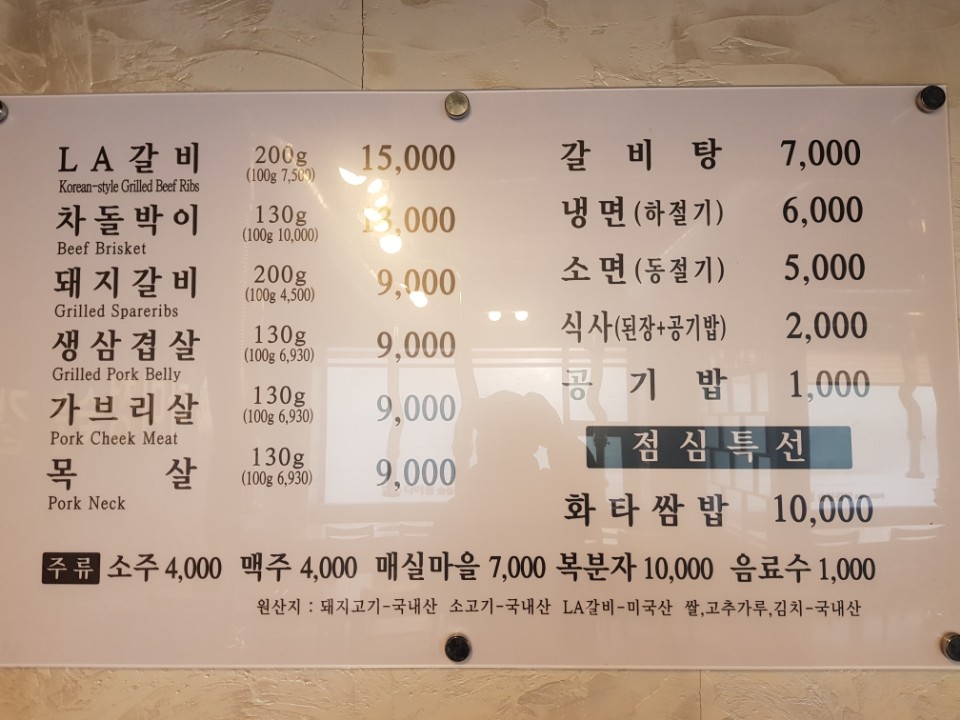 LA갈비 200g 15,000
Korean-style Grilled Beef Ribs (100g 7,500)
차돌박이 130g 13,000
Beef Brisket (100g 10,000)
돼지갈비 200g 9,000
Grilled Spareribs (100g 4,500)
생삼겹살 130g 9,000
Grilled Pork Belly (100g 6,930)
가브리살 130g 9,000
Pork Cheek Meat (100g 6,930)
목살 130g 9,000
Pork Neck (100g 6,930)
갈비탕 7,000
냉면(하절기) 6,000
소면(동절기) 5,000
식사(된장+공기밥) 2,000
공기밥 1,000
점심특선
화타쌈밥 10,000
주류 소주 4,000 맥주 4,000 매실마을 7,000 복분자 10,000 음료수 1,000
원산지 : 돼지고기-국내산 소고기-국내산 LA갈비-미국산 쌀,고추가루,김치-국내산